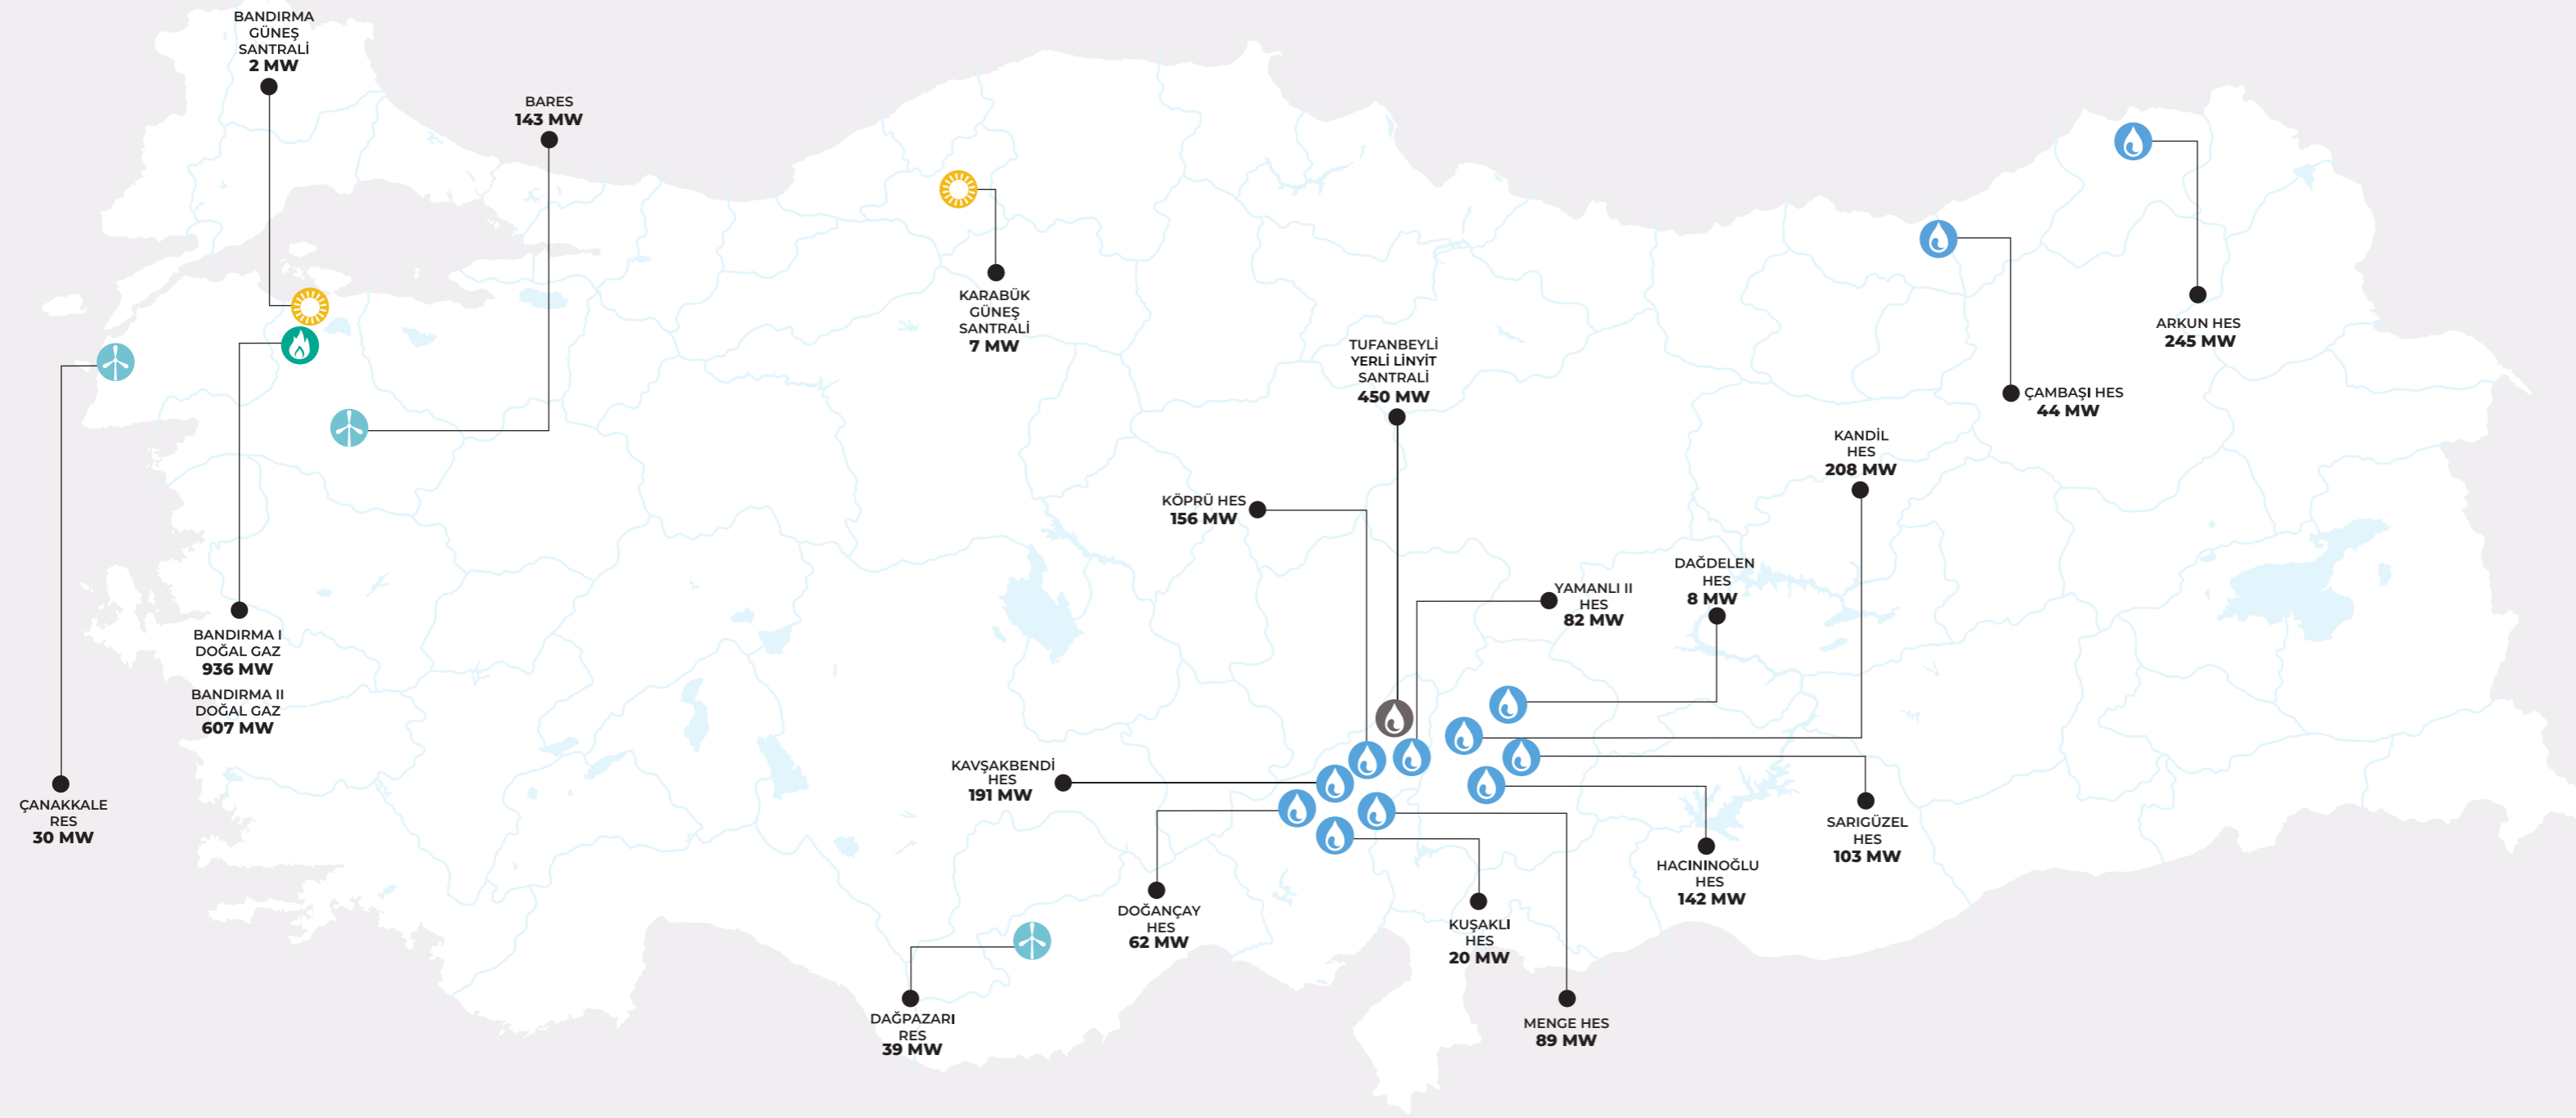 BANDIRMA
GÜNEŞ
SANTRALİ
2 MW
BARES
143 MW
KARABÜK
GÜNEŞ
SANTRALİ
7 MW
TUFANBEYLİ
YERLİ LİNYİT
SANTRALİ
450 MW
ARKUN HES
245 MW
ÇAMBAŞI HES
44 MW
KANDİL
HES
208 MW
KÖPRÜ HES
156 MW
YAMANLI II
HES
82 MW
DAĞDELEN
HES
8 MW
BANDIRMA I
DOĞAL GAZ
936 MW
BANDIRMA II
DOĞAL GAZ
607 MW
ÇANAKKALE
RES
30 MW
KAVŞAKBENDİ
HES
191 MW
SARIGÜZEL
HES
103 MW
HACININOĞLU
HES
142 MW
DOĞANÇAY
HES
62 MW
KUŞAKLI
HES
20 MW
DAĞPAZARI
RES
39 MW
MENGE HES
89 MW